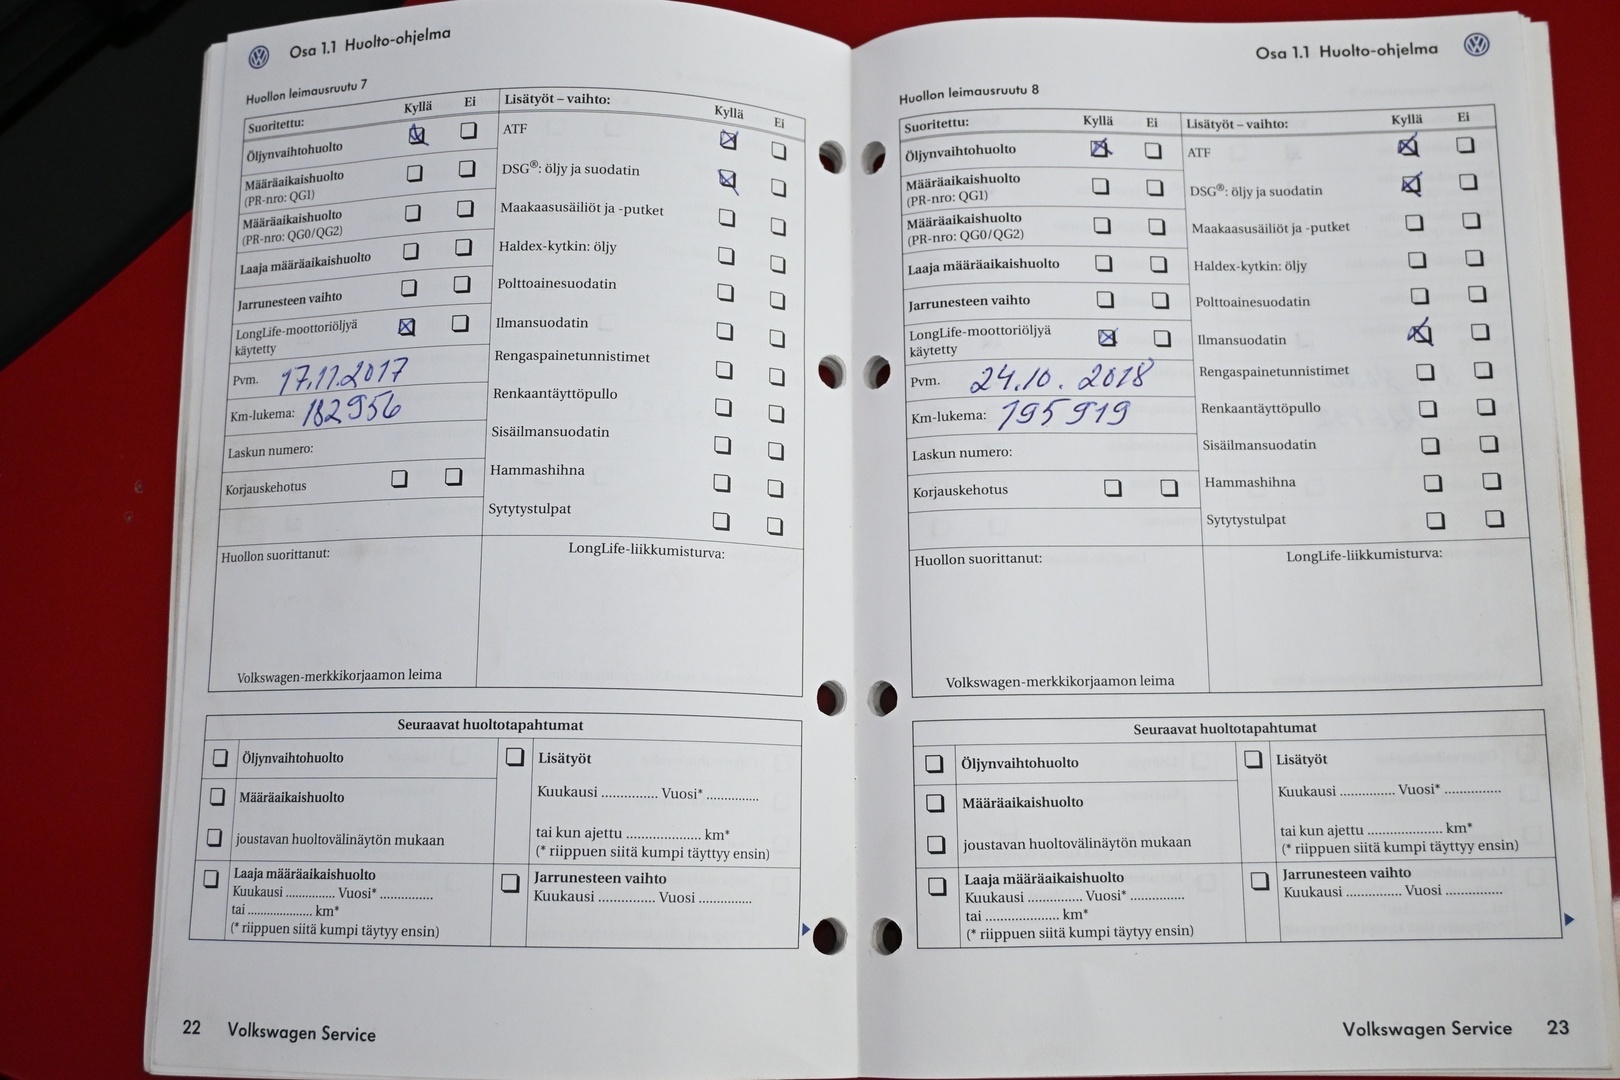 Osa 1.1 Huolto-ohjelma
Huollon leimausruutu 7
Suoritettu: Kyllä Ei
Öljynvaihtohuolto
Määräaikaishuolto
(PR-nro: QG1)
Määräaikaishuolto
(PR-nro: QG0/QG2)
Laaja määräaikaishuolto
Jarrunesteen vaihto
LongLife-moottoriöljyä
käytetty
Pvm. 17.11.2017
Km-lukema: 182956
Laskun numero:
Korjauskehotus
Lisätyöt – vaihto: Kyllä Ei
ATF
DSG®: öljy ja suodatin
Maakaasusäiliöt ja -putket
Haldex-kytkin: öljy
Polttoainesuodatin
Ilmansuodatin
Rengaspainetunnistimet
Renkaantäyttöpullo
Sisäilmansuodatin
Hammashihna
Sytytystulpat
Huollon suorittanut:
Volkswagen-merkkikorjaamon leima
LongLife-liikkumisturva:
Seuraavat huoltotapahtumat
Öljynvaihtohuolto
Määräaikaishuolto
joustavan huoltovälinäytön mukaan
Laaja määräaikaishuolto
Kuukausi .............. Vuosi* ...............
tai .................... km*
(* riippuen siitä kumpi täytyy ensin)
Lisätyöt
Kuukausi ............... Vuosi* ..............
tai kun ajettu .................... km*
(* riippuen siitä kumpi täyttyy ensin)
Jarrunesteen vaihto
Kuukausi ............... Vuosi ..............
22 Volkswagen Service
Osa 1.1 Huolto-ohjelma
Huollon leimausruutu 8
Suoritettu: Kyllä Ei
Öljynvaihtohuolto
Määräaikaishuolto
(PR-nro: QG1)
Määräaikaishuolto
(PR-nro: QG0/QG2)
Laaja määräaikaishuolto
Jarrunesteen vaihto
LongLife-moottoriöljyä
käytetty
Pvm. 24.10.2018
Km-lukema: 195919
Laskun numero:
Korjauskehotus
Lisätyöt – vaihto: Kyllä Ei
ATF
DSG®: öljy ja suodatin
Maakaasusäiliöt ja -putket
Haldex-kytkin: öljy
Polttoainesuodatin
Ilmansuodatin
Rengaspainetunnistimet
Renkaantäyttöpullo
Sisäilmansuodatin
Hammashihna
Sytytystulpat
Huollon suorittanut:
Volkswagen-merkkikorjaamon leima
LongLife-liikkumisturva:
Seuraavat huoltotapahtumat
Öljynvaihtohuolto
Määräaikaishuolto
joustavan huoltovälinäytön mukaan
Laaja määräaikaishuolto
Kuukausi .............. Vuosi* ...............
tai .................... km*
(* riippuen siitä kumpi täytyy ensin)
Lisätyöt
Kuukausi ............... Vuosi* ...............
tai kun ajettu .................... km*
(* riippuen siitä kumpi täyttyy ensin)
Jarrunesteen vaihto
Kuukausi ............... Vuosi ...............
Volkswagen Service 23